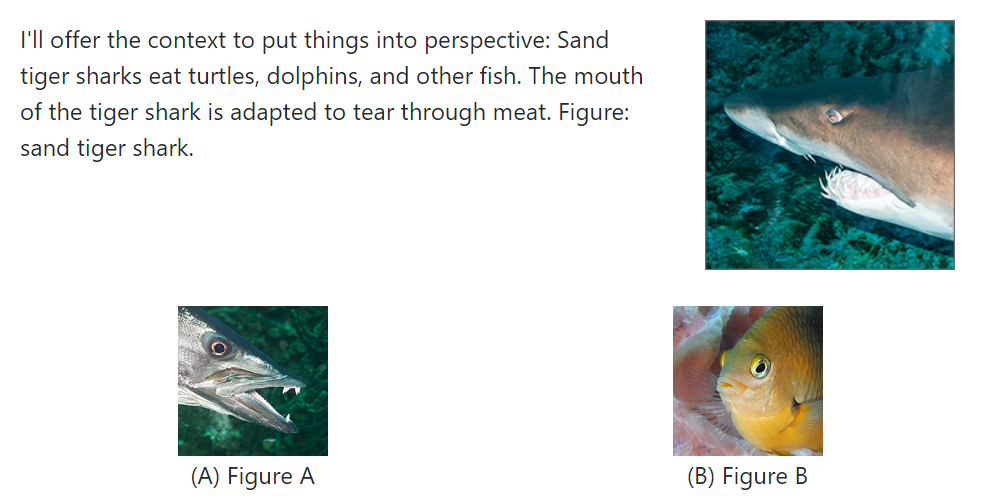 I'll offer the context to put things into perspective: Sand
tiger sharks eat turtles, dolphins, and other fish. The mouth
of the tiger shark is adapted to tear through meat. Figure:
sand tiger shark.
(A) Figure A
(B) Figure B